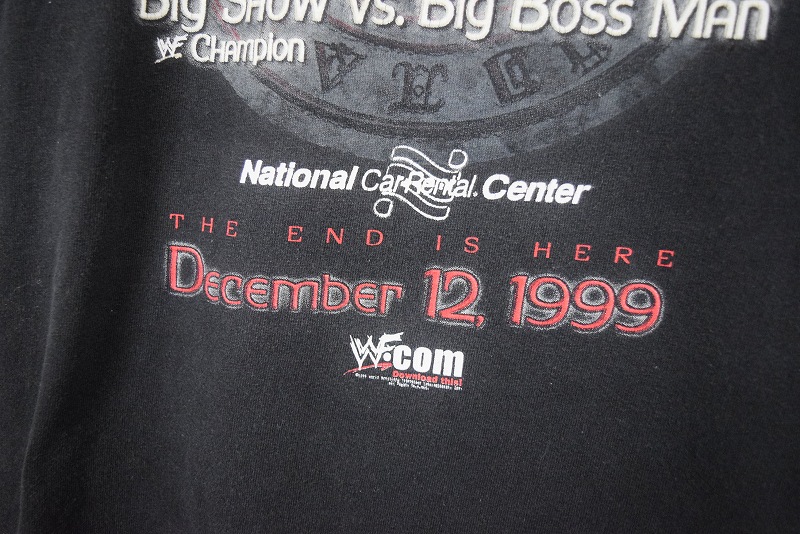 Big Show vs. Big Boss Man
WF Champion
National Car Rental. Center
THE END IS HERE
December 12, 1999
WF.com
Download this!